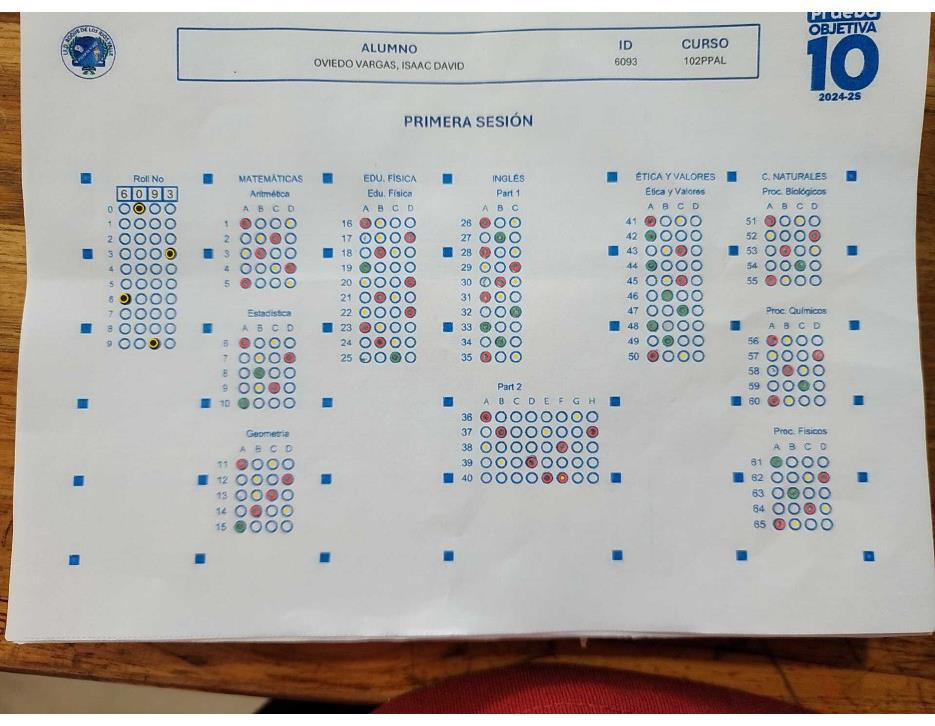 Prueba
OBJETIVA
10
2024-2S
ALUMNO ID CURSO
OVIEDO VARGAS, ISAAC DAVID 6093 102PPAL
PRIMERA SESIÓN
Roll No
6 0 9 3
0
1
2
3
4
5
6
7
8
9
MATEMÁTICAS
Aritmética
A B C D
1
2
3
4
5
Estadística
A B C D
6
7
8
9
10
Geometría
A B C D
11
12
13
14
15
EDU. FÍSICA
Edu. Física
A B C D
16
17
18
19
20
21
22
23
24
25
INGLÉS
Part 1
A B C
26
27
28
29
30
31
32
33
34
35
Part 2
A B C D E F G H
36
37
38
39
40
ÉTICA Y VALORES
Ética y Valores
A B C D
41
42
43
44
45
46
47
48
49
50
C. NATURALES
Proc. Biológicos
A B C D
51
52
53
54
55
Proc. Químicos
A B C D
56
57
58
59
60
Proc. Físicos
A B C D
61
62
63
64
65